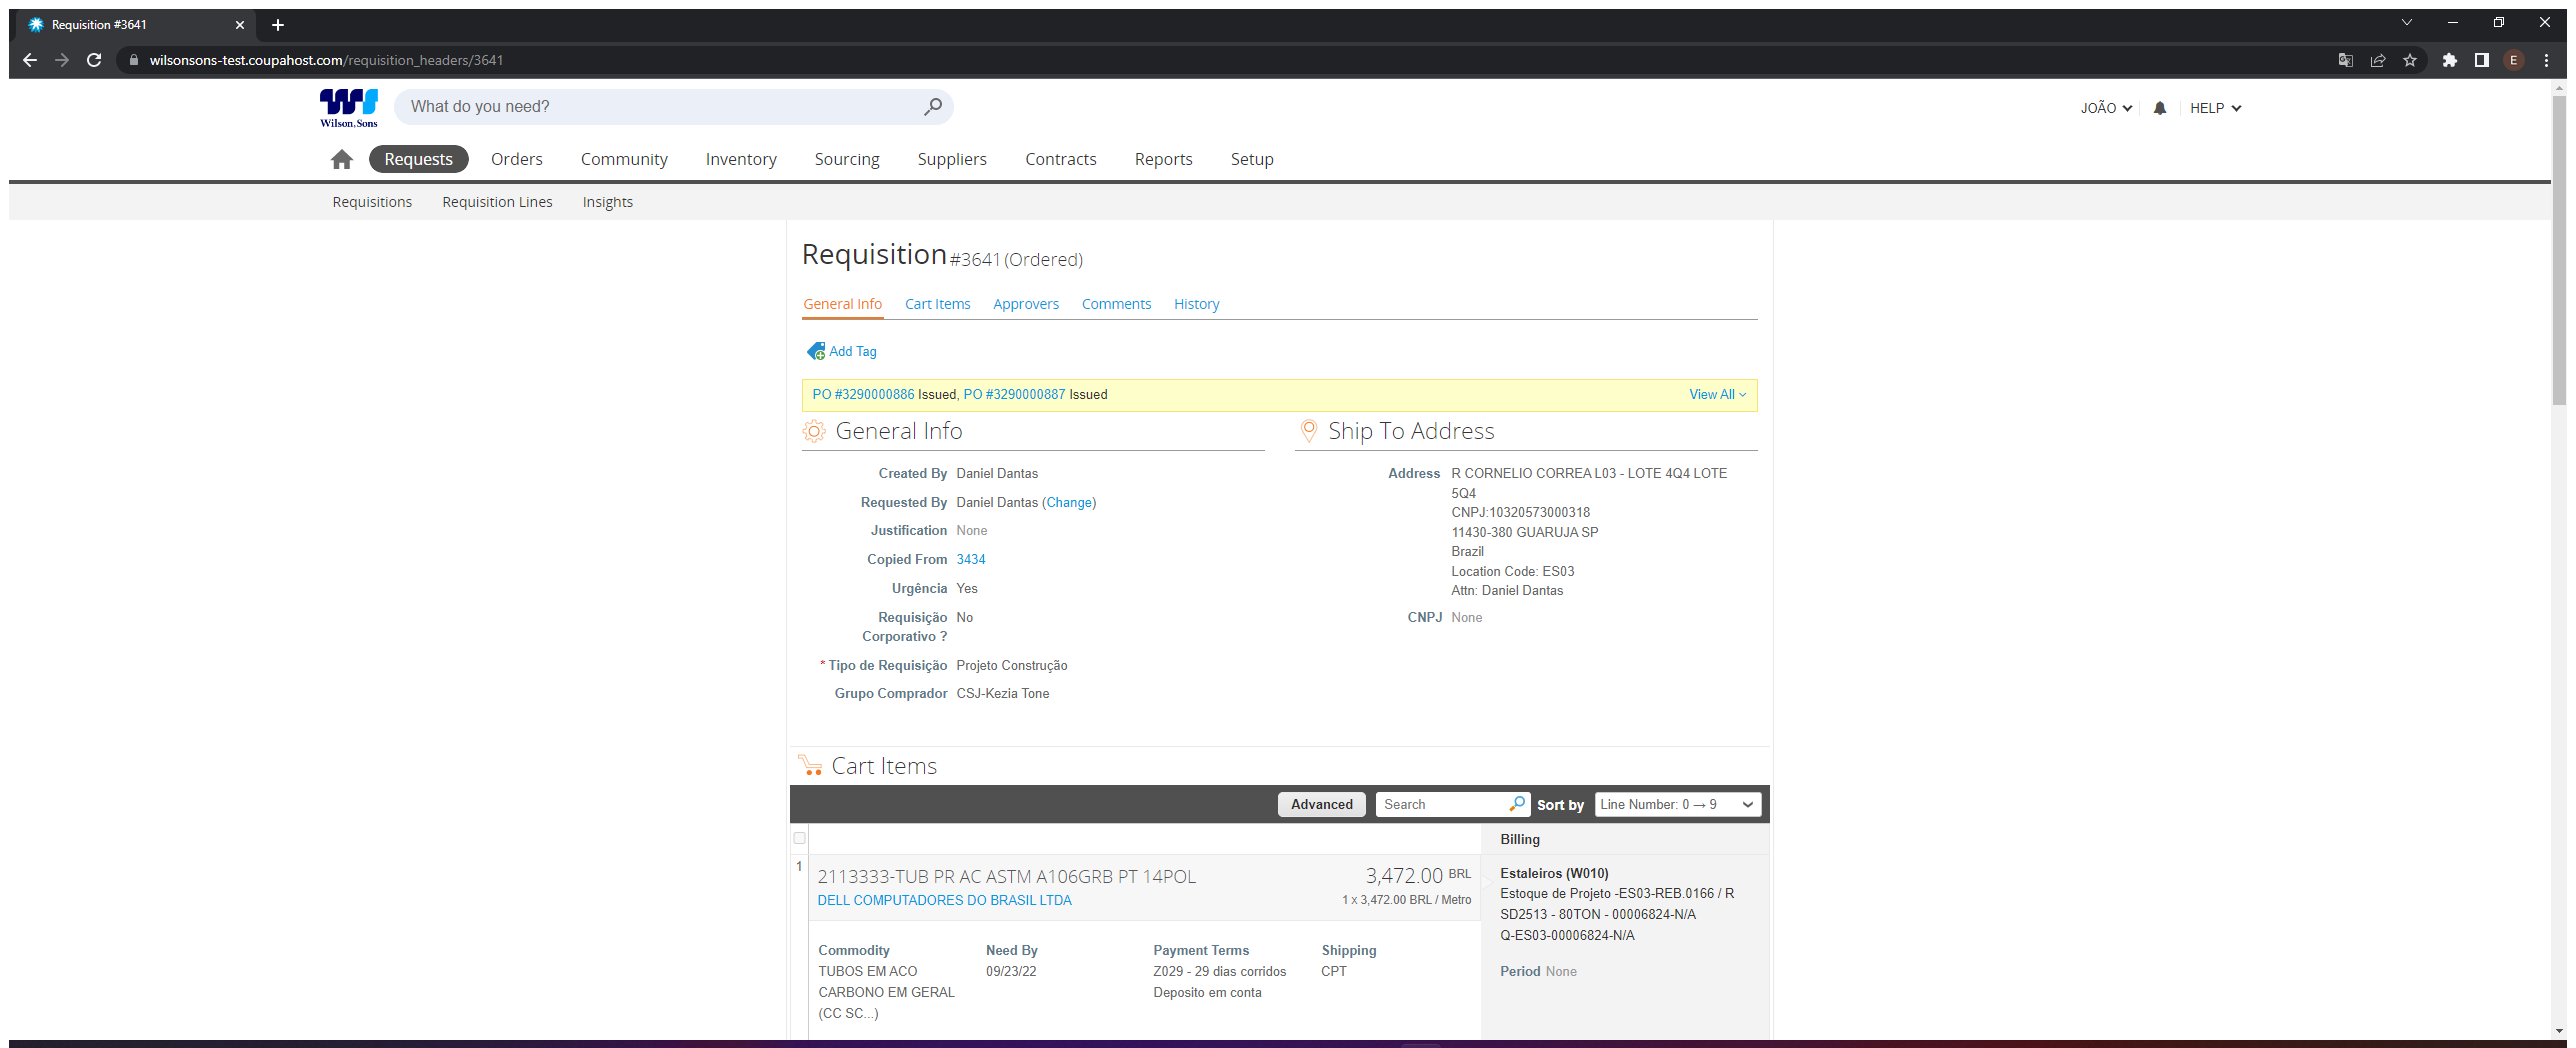 Requisition #3641
wilsonsons-test.coupahost.com/requisition_headers/3641
E
WS
Wilson, Sons
What do you need?
JOÃO
HELP
Requests
Orders
Community
Inventory
Sourcing
Suppliers
Contracts
Reports
Setup
Requisitions
Requisition Lines
Insights
Requisition #3641 (Ordered)
General Info
Cart Items
Approvers
Comments
History
Add Tag
PO #3290000886 Issued, PO #3290000887 Issued
View All
General Info
Created By Daniel Dantas
Requested By Daniel Dantas (Change)
Justification None
Copied From 3434
Urgência Yes
Requisição No
Corporativo ?
* Tipo de Requisição Projeto Construção
Grupo Comprador CSJ-Kezia Tone
Ship To Address
Address R CORNELIO CORREA L03 - LOTE 4Q4 LOTE
5Q4
CNPJ:10320573000318
11430-380 GUARUJA SP
Brazil
Location Code: ES03
Attn: Daniel Dantas
CNPJ None
Cart Items
Advanced
Search
Sort by
Line Number: 0 → 9
Billing
1
2113333-TUB PR AC ASTM A106GRB PT 14POL
3,472.00 BRL
DELL COMPUTADORES DO BRASIL LTDA
1 x 3,472.00 BRL / Metro
Commodity
TUBOS EM ACO
CARBONO EM GERAL
(CC SC...)
Need By
09/23/22
Payment Terms
Z029 - 29 dias corridos
Deposito em conta
Shipping
CPT
Estaleiros (W010)
Estoque de Projeto -ES03-REB.0166 / R
SD2513 - 80TON - 00006824-N/A
Q-ES03-00006824-N/A
Period None